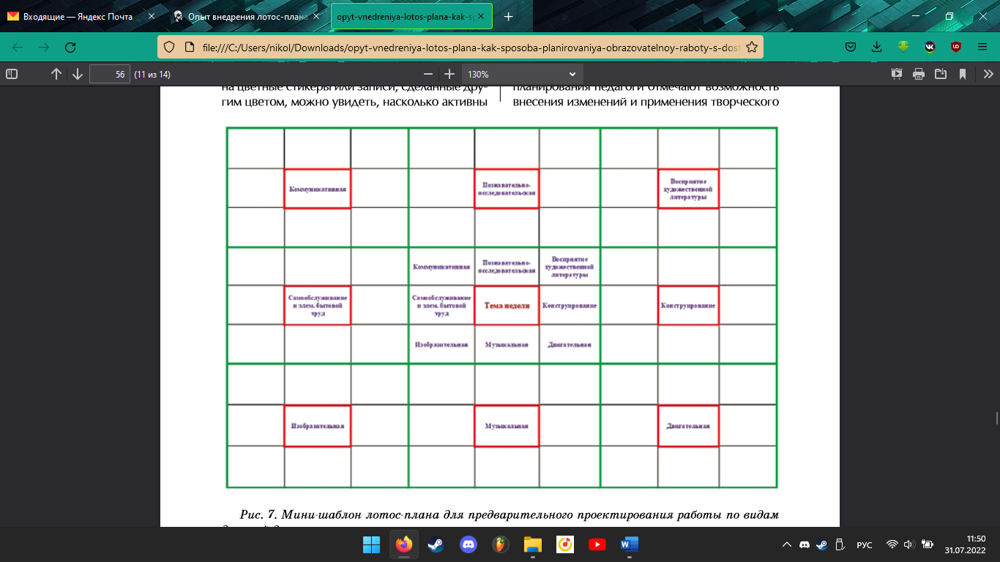 Входящие — Яндекс Почта
Опыт внедрения лотос-плана
opyt-vnedreniya-lotos-plana-kak-sp
file:///C:/Users/nikol/Downloads/opyt-vnedreniya-lotos-plana-kak-sposoba-planirovaniya-obrazovatelnoy-raboty-s-dos
56 (11 из 14)
130%
на цветные стикеры или записи, сделанные дру-
гим цветом, можно увидеть, насколько активны
планирования педагоги отмечают возможность
внесения изменений и применения творческого
Коммуникативная
Познавательно-
исследовательская
Восприятие
художественной
литературы
Коммуникативная
Познавательно-
исследовательская
Восприятие
художественной
литературы
Самообслуживание
и элем. бытовой
труд
Самообслуживание
и элем. бытовой
труд
Тема недели
Конструирование
Конструирование
Изобразительная
Музыкальная
Двигательная
Изобразительная
Музыкальная
Двигательная
Рис. 7. Мини-шаблон лотос-плана для предварительного проектирования работы по видам
РУС
11:50
31.07.2022